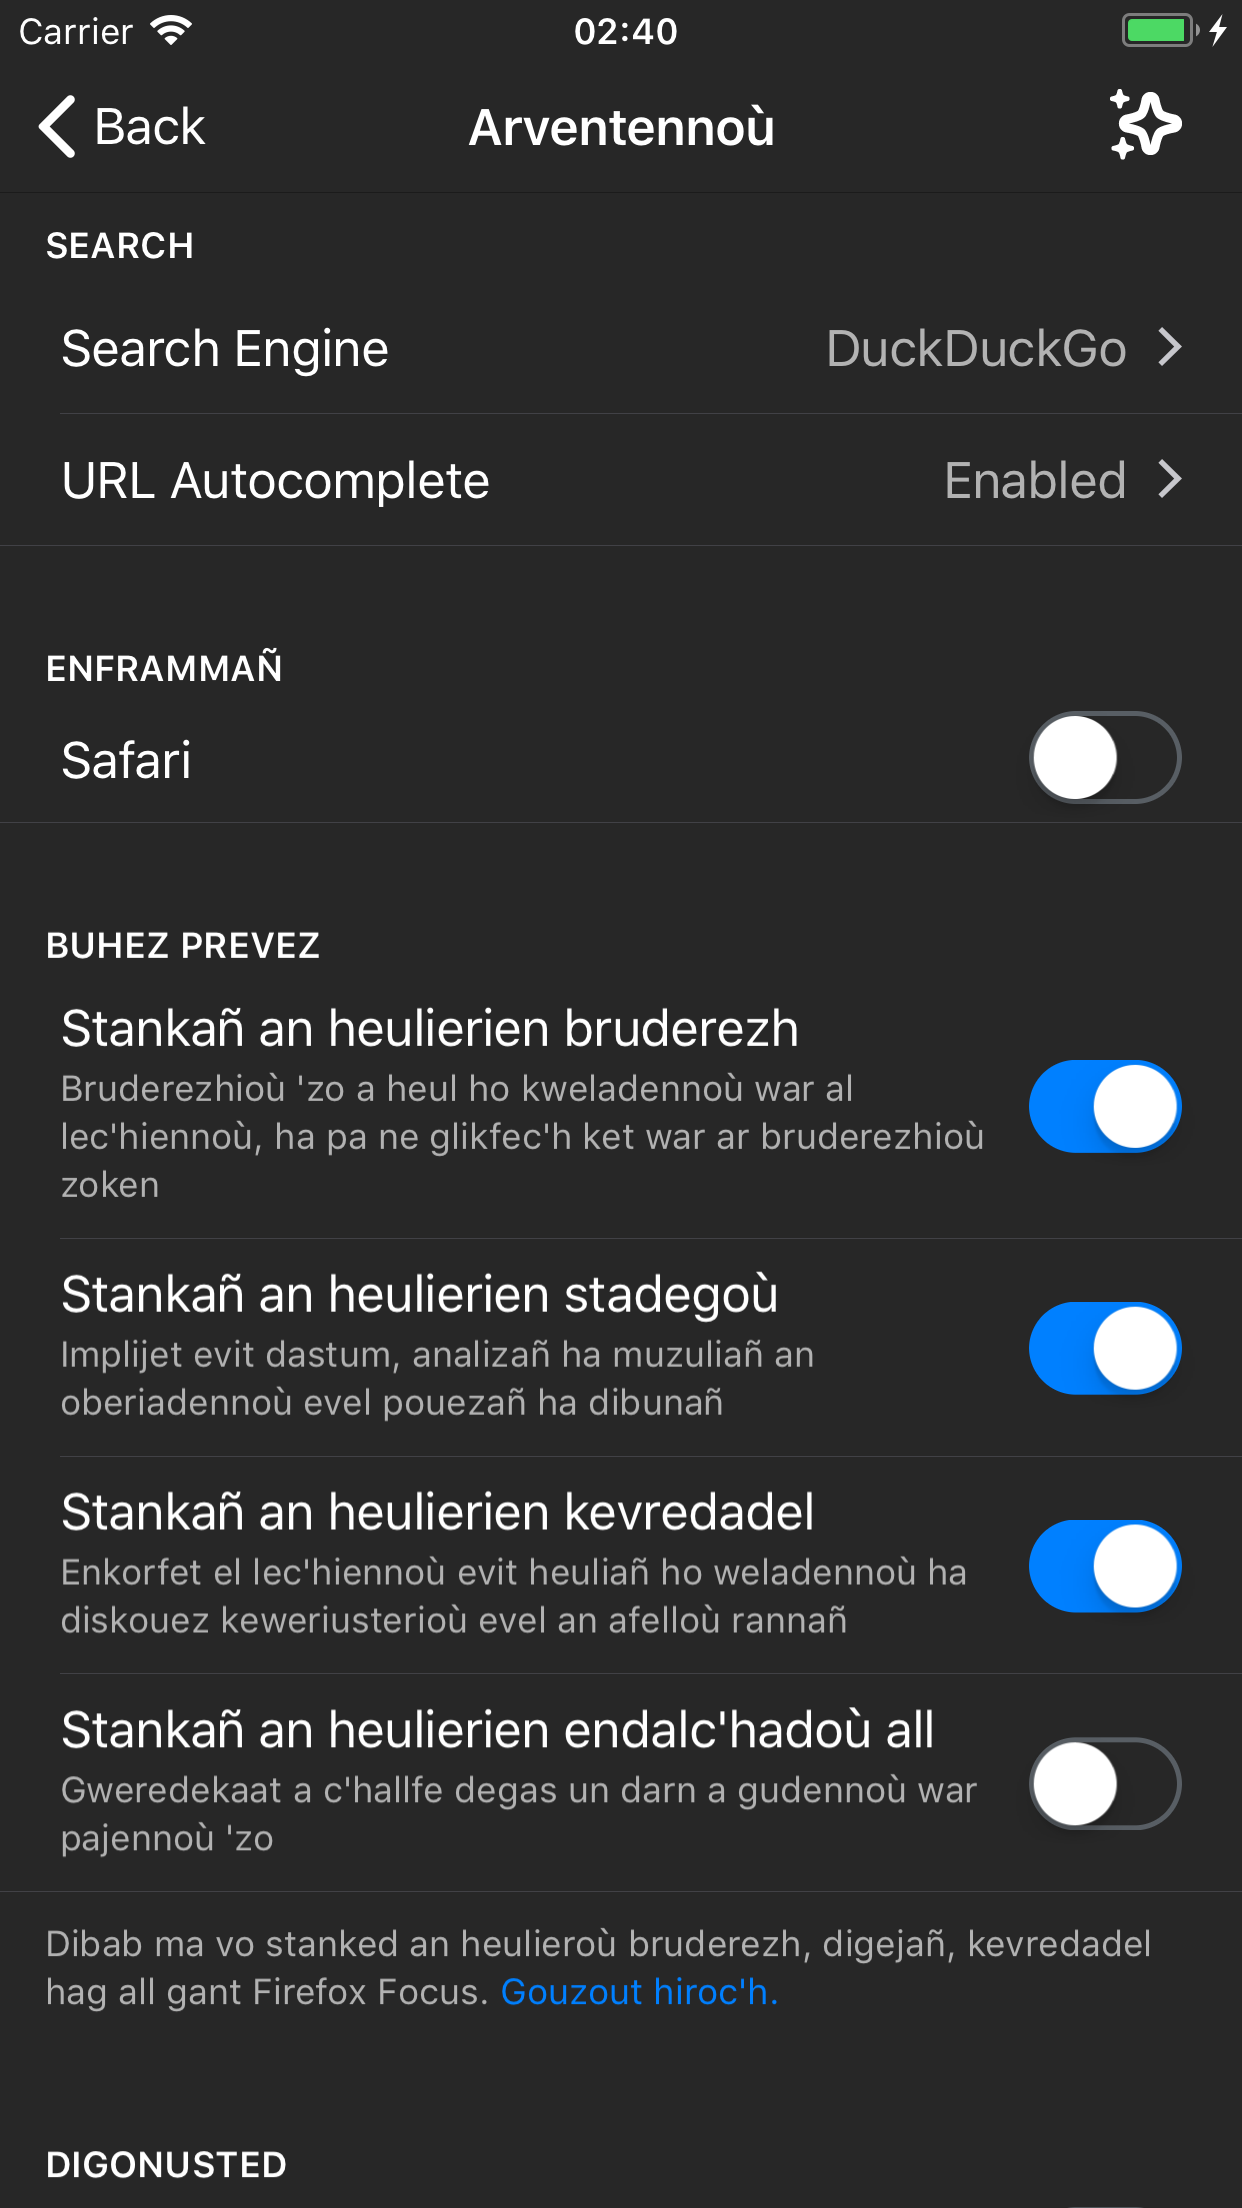 Carrier 02:40
Back Arventennoù
SEARCH
Search Engine DuckDuckGo
URL Autocomplete Enabled
ENFRAMMAÑ
Safari
BUHEZ PREVEZ
Stankañ an heulierien bruderezh
Bruderezhioù 'zo a heul ho kweladennoù war al
lec'hiennoù, ha pa ne glikfec'h ket war ar bruderezhioù
zoken
Stankañ an heulierien stadegoù
Implijet evit dastum, analizañ ha muzuliañ an
oberiadennoù evel pouezañ ha dibunañ
Stankañ an heulierien kevredadel
Enkorfet el lec'hiennoù evit heuliañ ho weladennoù ha
diskouez keweriusterioù evel an afelloù rannañ
Stankañ an heulierien endalc'hadoù all
Gweredekaat a c'hallfe degas un darn a gudennoù war
pajennoù 'zo
Dibab ma vo stanked an heulieroù bruderezh, digejañ, kevredadel
hag all gant Firefox Focus. Gouzout hiroc'h.
DIGONUSTED